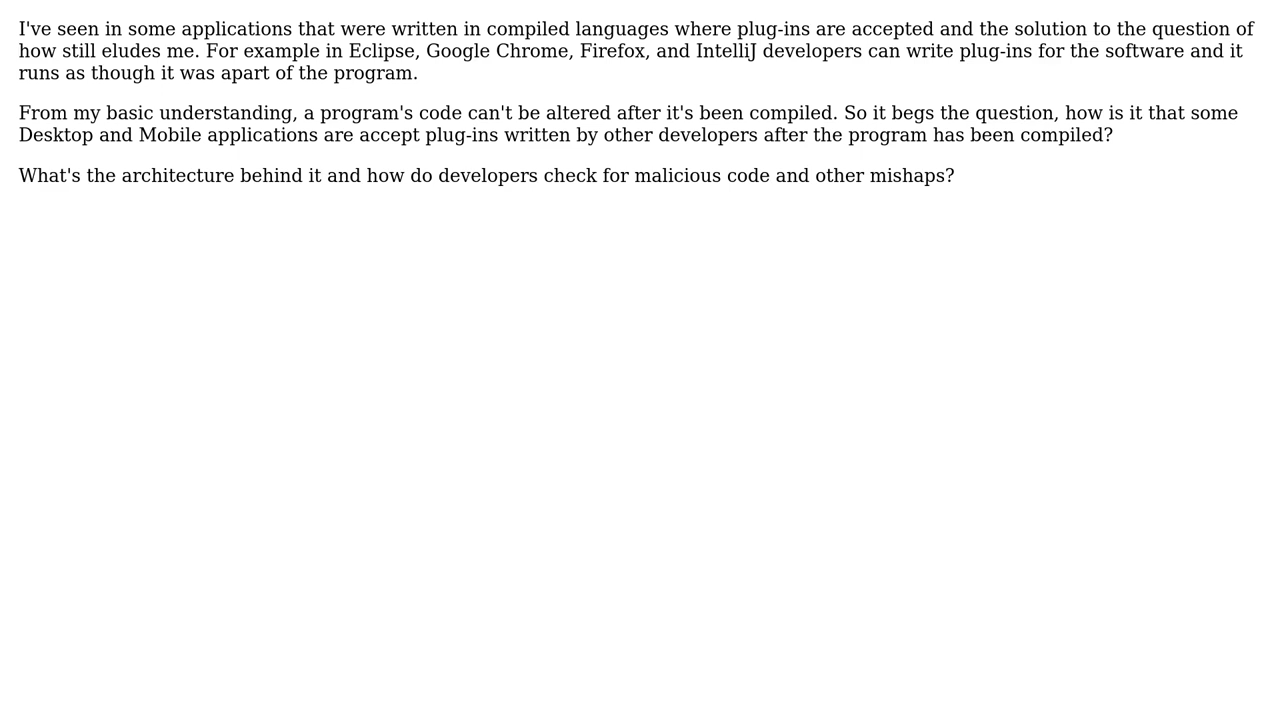 I've seen in some applications that were written in compiled languages where plug-ins are accepted and the solution to the question of
how still eludes me. For example in Eclipse, Google Chrome, Firefox, and IntelliJ developers can write plug-ins for the software and it
runs as though it was apart of the program.
From my basic understanding, a program's code can't be altered after it's been compiled. So it begs the question, how is it that some
Desktop and Mobile applications are accept plug-ins written by other developers after the program has been compiled?
What's the architecture behind it and how do developers check for malicious code and other mishaps?